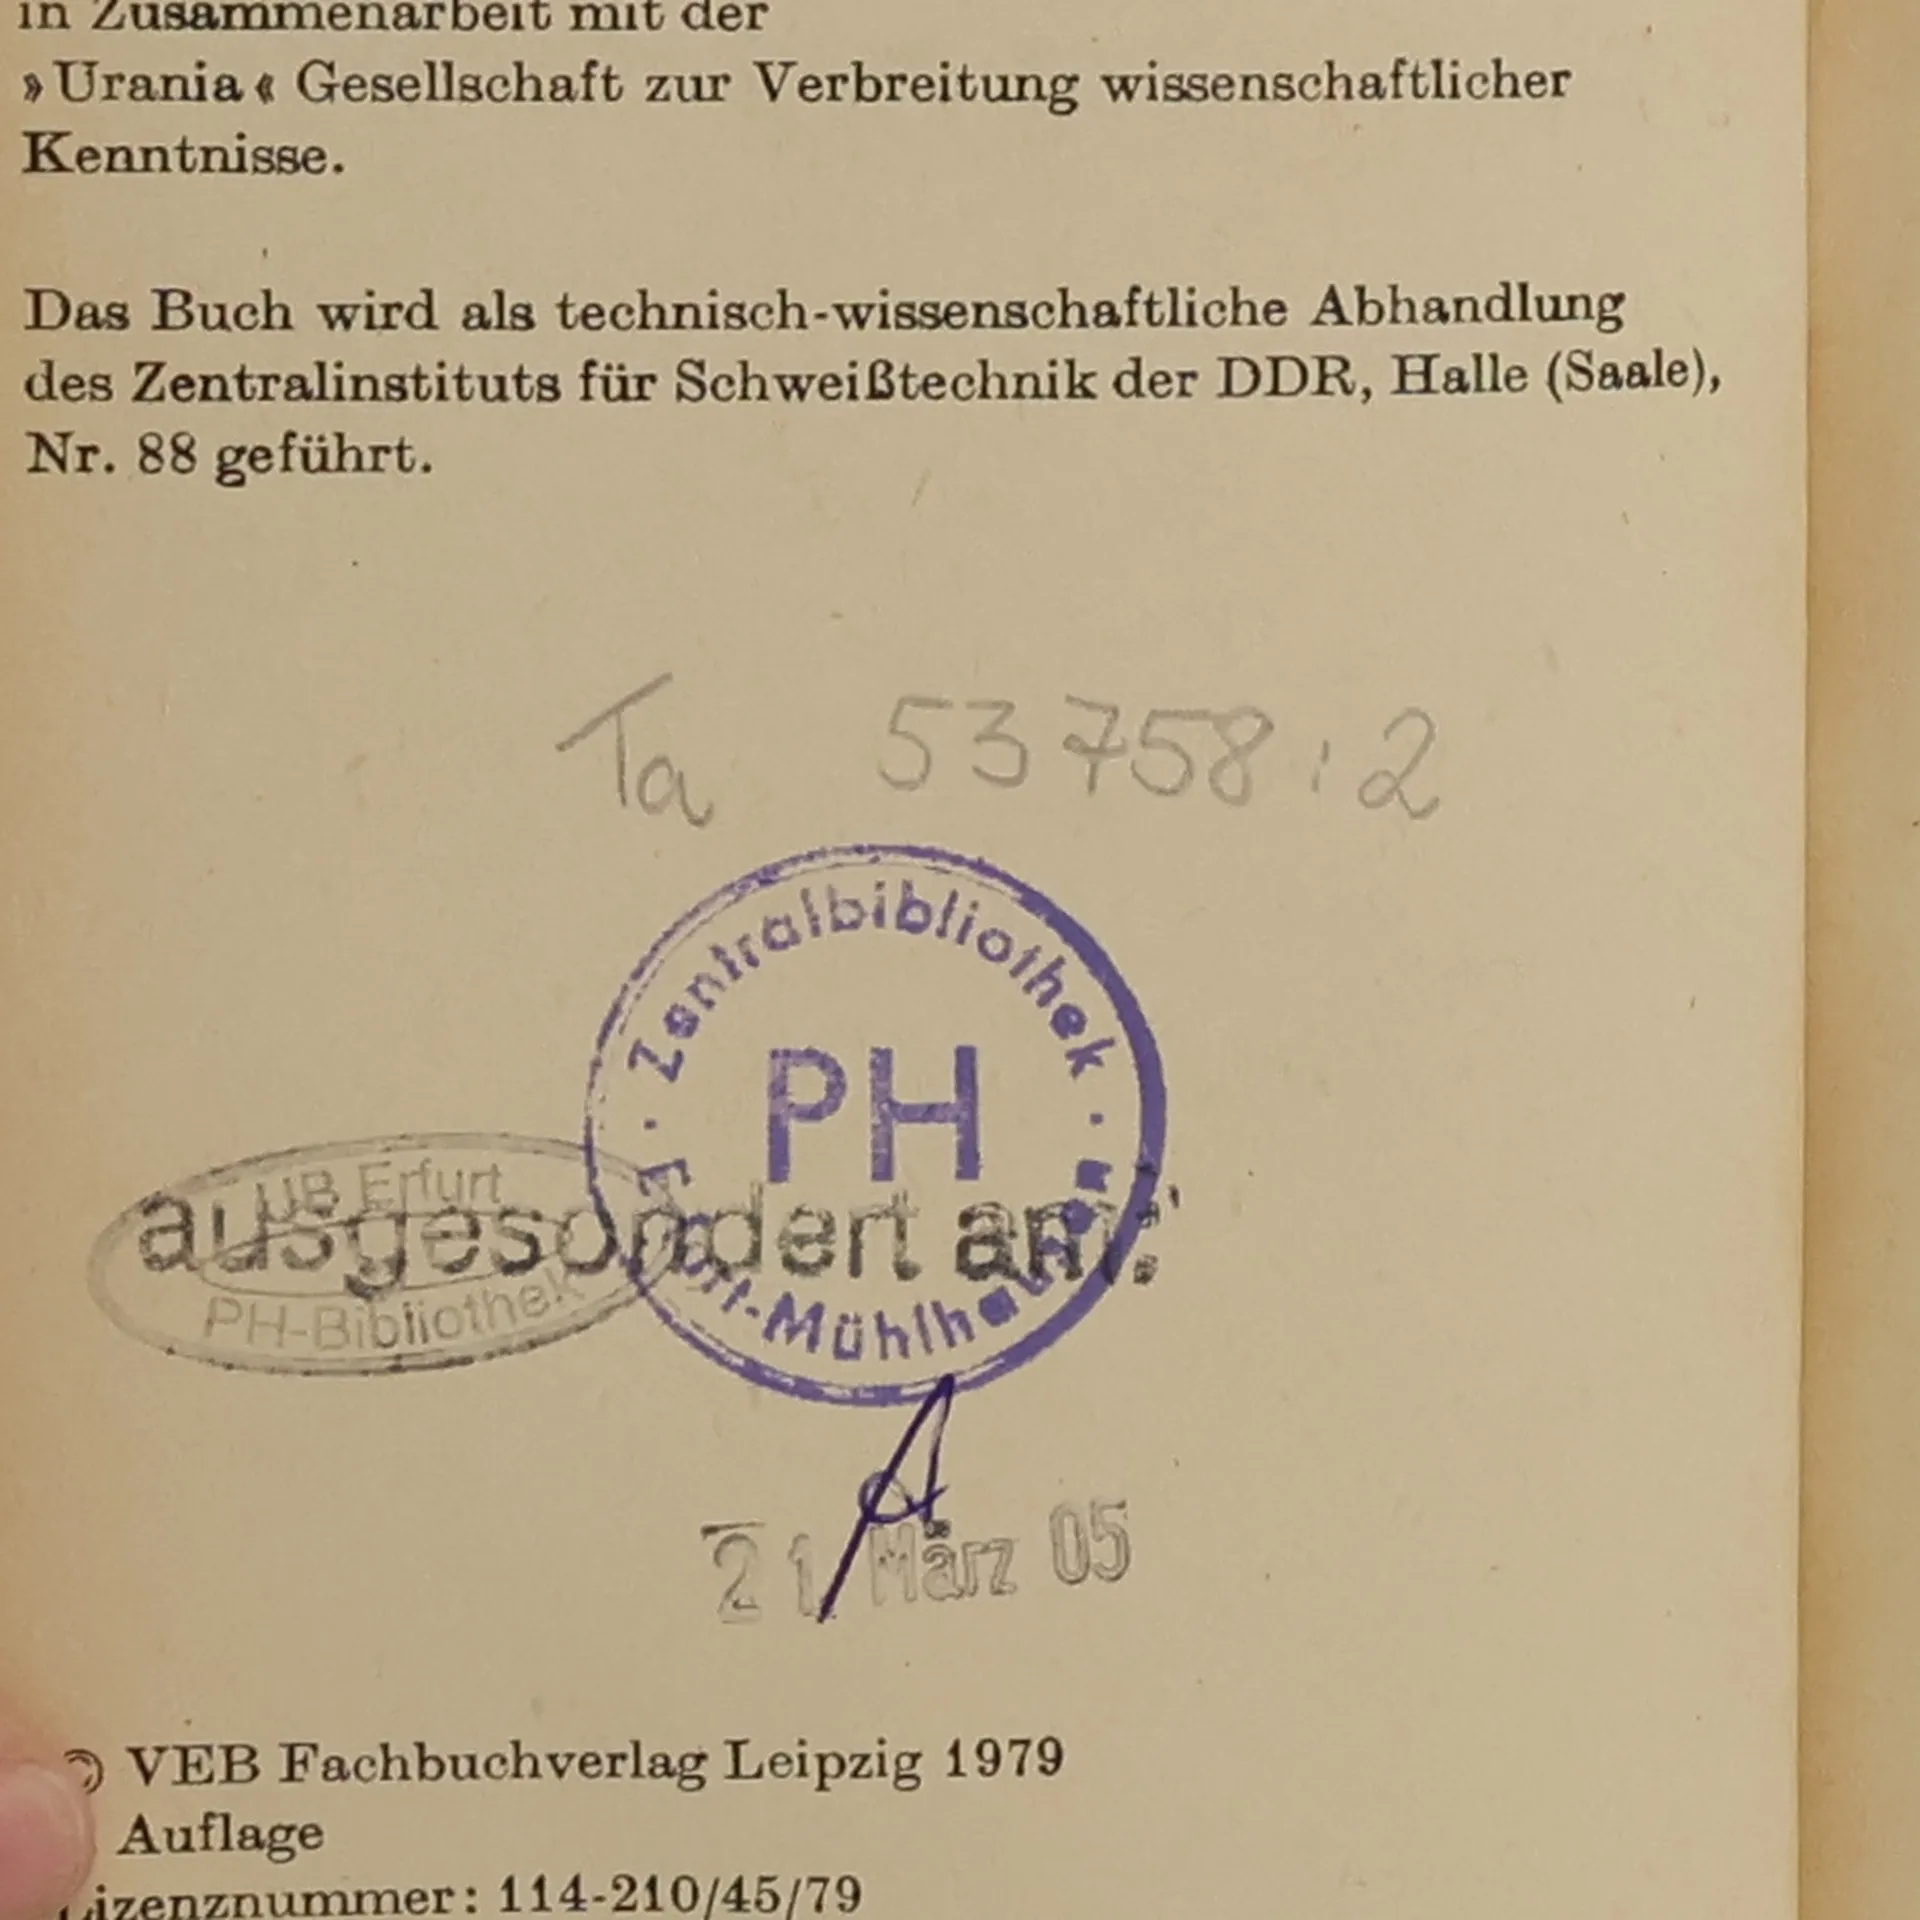 in Zusammenarbeit mit der
»Urania« Gesellschaft zur Verbreitung wissenschaftlicher
Kenntnisse.
Das Buch wird als technisch-wissenschaftliche Abhandlung
des Zentralinstituts für Schweißtechnik der DDR, Halle (Saale),
Nr. 88 geführt.
Ta 53758:2
Zentralbibliothek
PH
Erfurt-Mühlhausen
UB Erfurt
ausgesondert am:
PH-Bibliothek
21. März 05
© VEB Fachbuchverlag Leipzig 1979
Auflage
Lizenznummer: 114-210/45/79